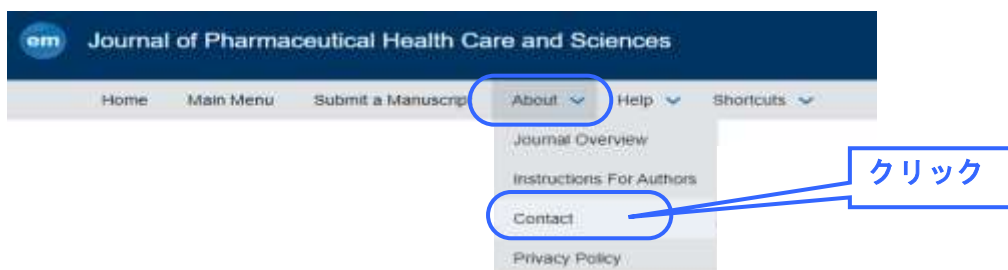 em Journal of Pharmaceutical Health Care and Sciences
Home Main Menu Submit a Manuscrip About Help Shortcuts
Journal Overview
Instructions For Authors
クリック
Contact
Privacy Policy